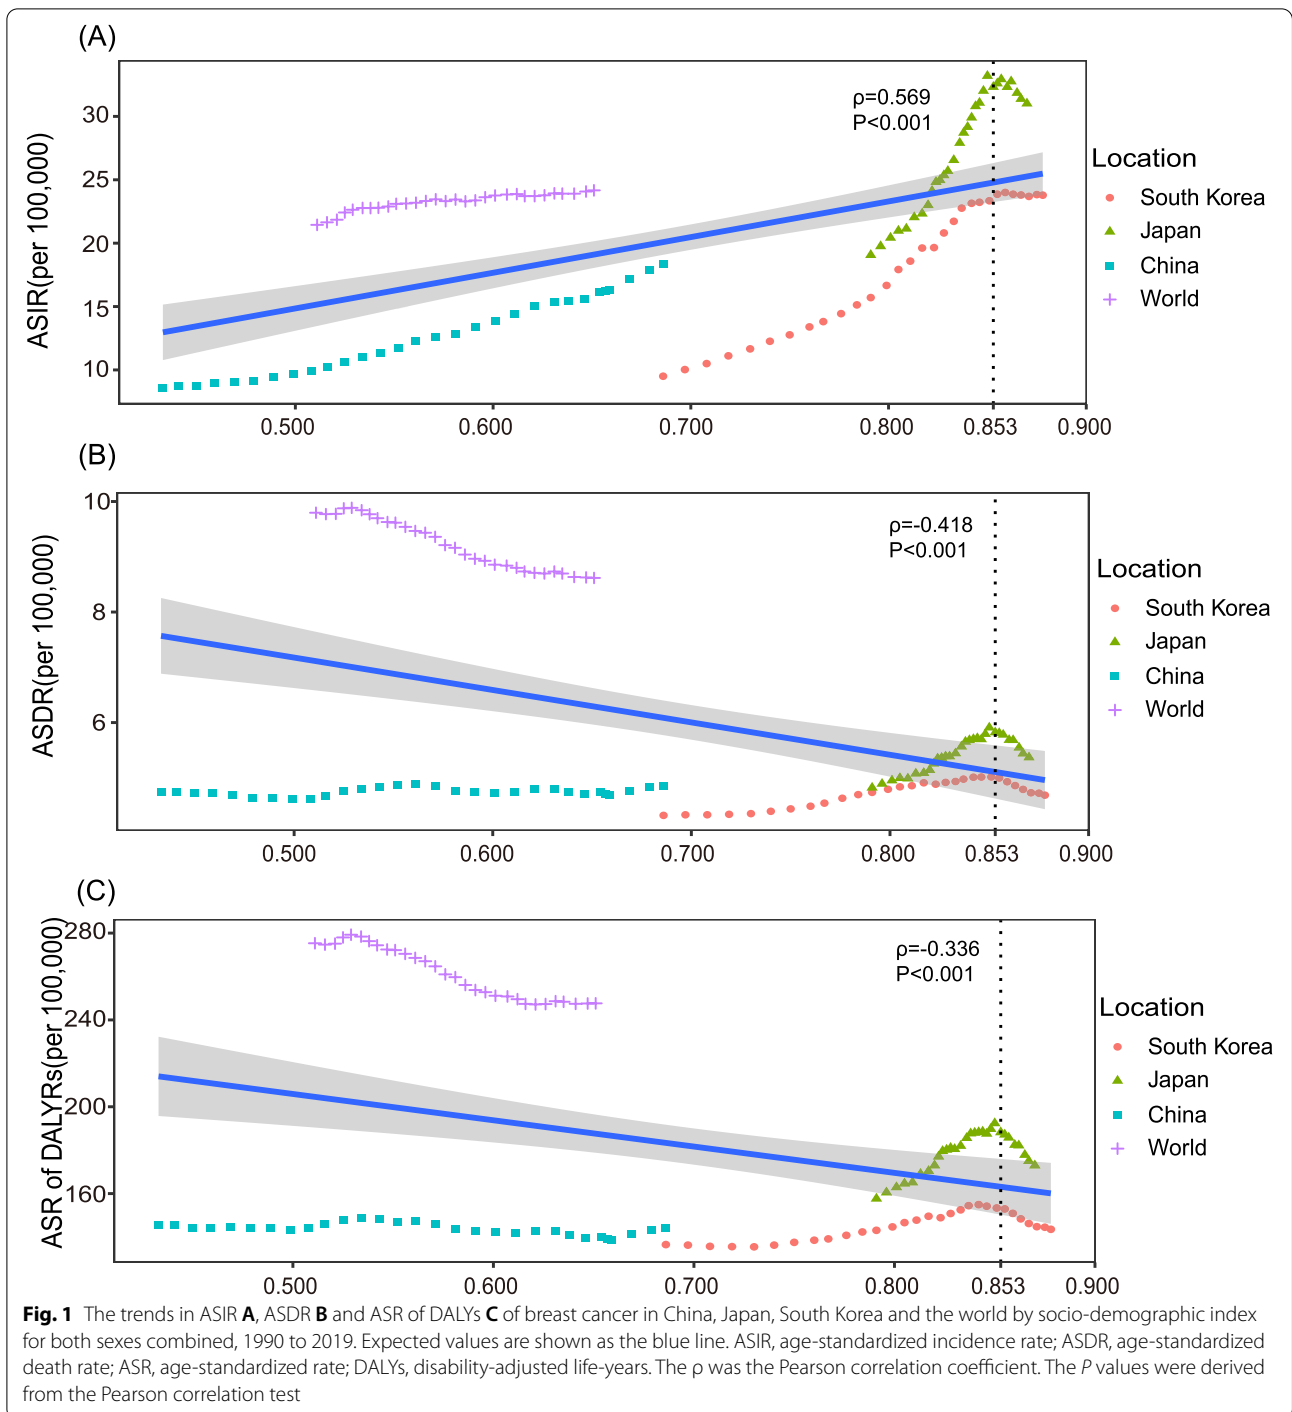 (A)
ASIR(per 100,000)
30
25
20
15
10
ρ=0.569
P<0.001
0.500
0.600
0.700
0.800
0.853
0.900
Location
South Korea
Japan
China
World
(B)
ASDR(per 100,000)
10
8
6
ρ=-0.418
P<0.001
0.500
0.600
0.700
0.800
0.853
0.900
Location
South Korea
Japan
China
World
(C)
ASR of DALYRs(per 100,000)
280
240
200
160
ρ=-0.336
P<0.001
0.500
0.600
0.700
0.800
0.853
0.900
Location
South Korea
Japan
China
World
Fig. 1 The trends in ASIR A, ASDR B and ASR of DALYs C of breast cancer in China, Japan, South Korea and the world by socio-demographic index
for both sexes combined, 1990 to 2019. Expected values are shown as the blue line. ASIR, age-standardized incidence rate; ASDR, age-standardized
death rate; ASR, age-standardized rate; DALYs, disability-adjusted life-years. The ρ was the Pearson correlation coefficient. The P values were derived
from the Pearson correlation test